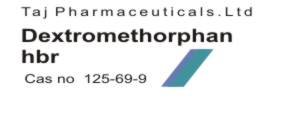 Taj Pharmaceuticals.Ltd
Dextromethorphan
hbr
Cas no 125-69-9